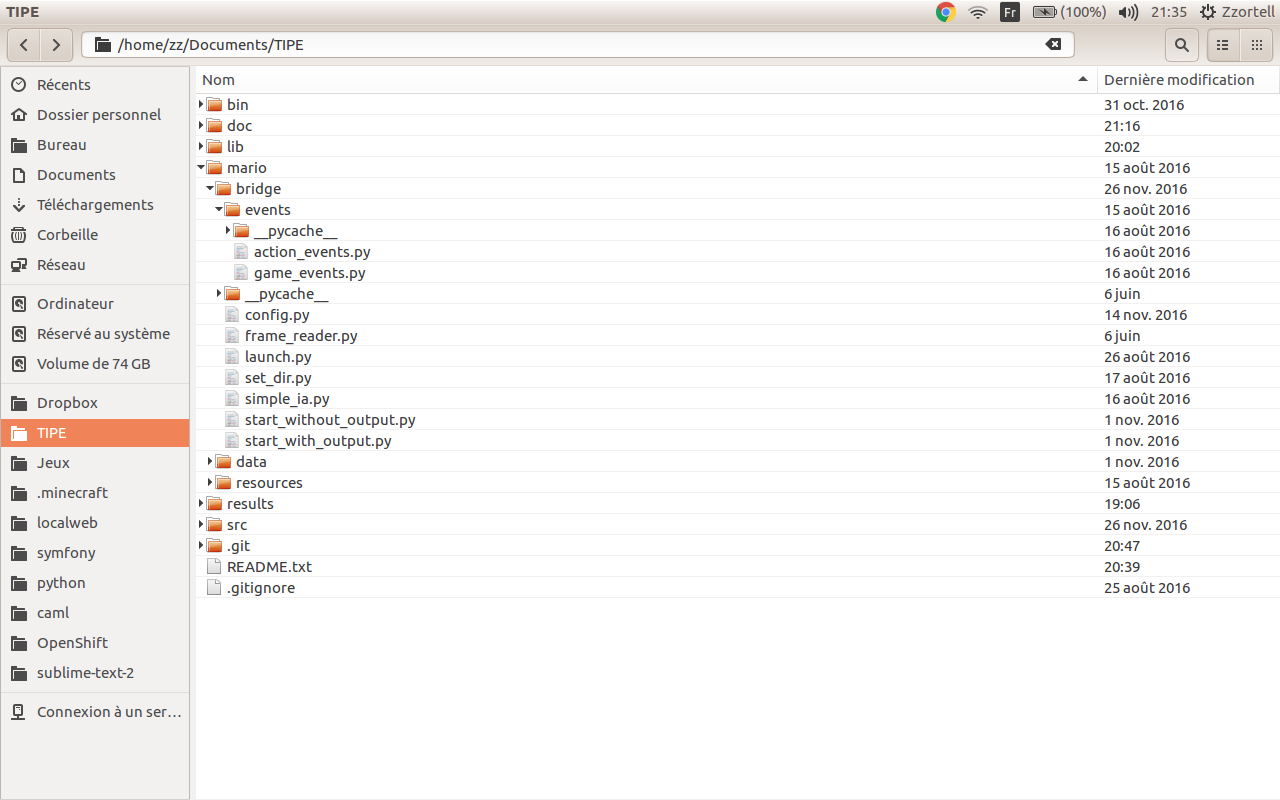 TIPE
Fr (100%) 21:35 Zzortell
/home/zz/Documents/TIPE
Récents
Dossier personnel
Bureau
Documents
Téléchargements
Corbeille
Réseau
Ordinateur
Réservé au système
Volume de 74 GB
Dropbox
TIPE
Jeux
.minecraft
localweb
symfony
python
caml
OpenShift
sublime-text-2
Connexion à un ser…
Nom Dernière modification
bin 31 oct. 2016
doc 21:16
lib 20:02
mario 15 août 2016
bridge 26 nov. 2016
events 15 août 2016
__pycache__ 16 août 2016
action_events.py 16 août 2016
game_events.py 16 août 2016
__pycache__ 6 juin
config.py 14 nov. 2016
frame_reader.py 6 juin
launch.py 26 août 2016
set_dir.py 17 août 2016
simple_ia.py 16 août 2016
start_without_output.py 1 nov. 2016
start_with_output.py 1 nov. 2016
data 1 nov. 2016
resources 15 août 2016
results 19:06
src 26 nov. 2016
.git 20:47
README.txt 20:39
.gitignore 25 août 2016